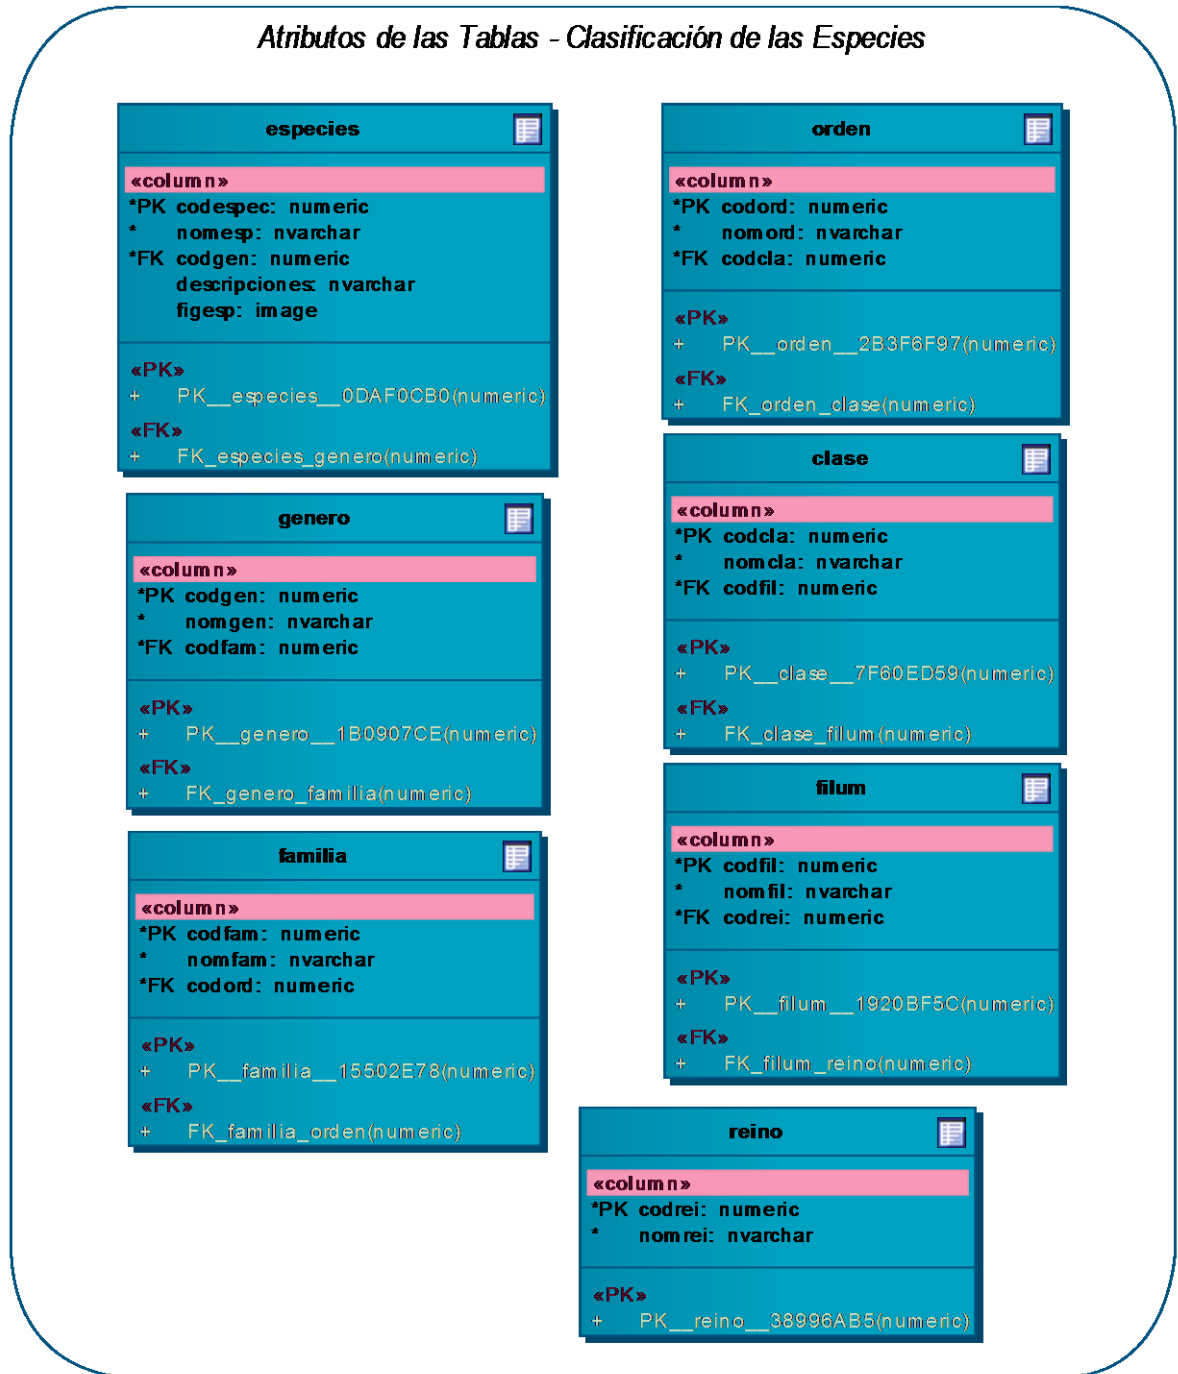 Atributos de las Tablas - Clasificación de las Especies
especies
«column»
*PK codespec: numeric
* nomesp: nvarchar
*FK codgen: numeric
descripciones: nvarchar
figesp: image
«PK»
+ PK__especies__0DAF0CB0(numeric)
«FK»
+ FK_especies_genero(numeric)
genero
«column»
*PK codgen: numeric
* nomgen: nvarchar
*FK codfam: numeric
«PK»
+ PK__genero__1B0907CE(numeric)
«FK»
+ FK_genero_familia(numeric)
familia
«column»
*PK codfam: numeric
* nomfam: nvarchar
*FK codord: numeric
«PK»
+ PK__familia__15502E78(numeric)
«FK»
+ FK_familia_orden(numeric)
orden
«column»
*PK codord: numeric
* nomord: nvarchar
*FK codcla: numeric
«PK»
+ PK__orden__2B3F6F97(numeric)
«FK»
+ FK_orden_clase(numeric)
clase
«column»
*PK codcla: numeric
* nomcla: nvarchar
*FK codfil: numeric
«PK»
+ PK__clase__7F60ED59(numeric)
«FK»
+ FK_clase_filum(numeric)
filum
«column»
*PK codfil: numeric
* nomfil: nvarchar
*FK codrei: numeric
«PK»
+ PK__filum__1920BF5C(numeric)
«FK»
+ FK_filum_reino(numeric)
reino
«column»
*PK codrei: numeric
* nomrei: nvarchar
«PK»
+ PK__reino__38996AB5(numeric)